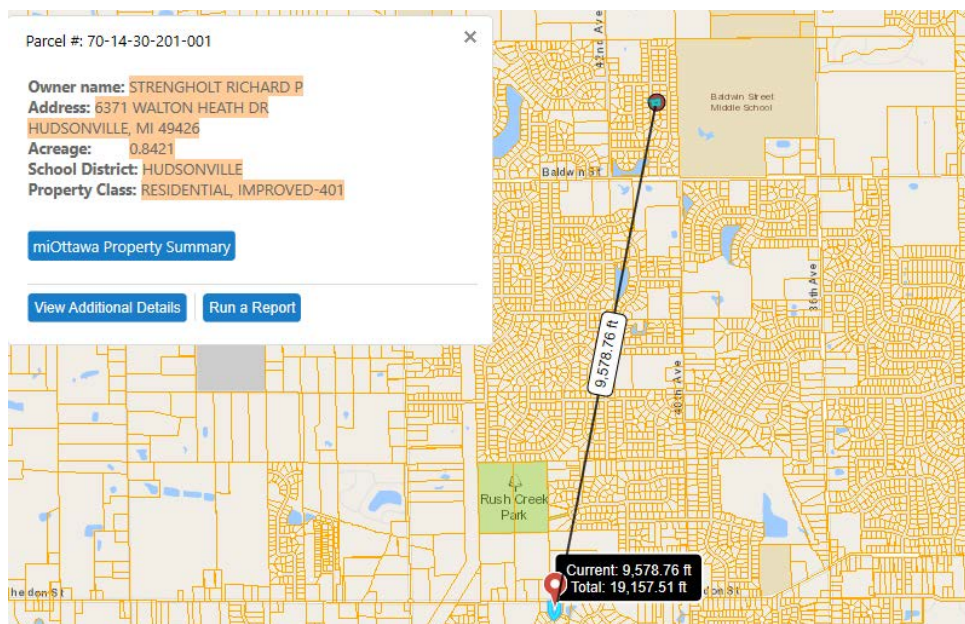 Parcel #: 70-14-30-201-001
×
Owner name: STRENGHOLT RICHARD P
Address: 6371 WALTON HEATH DR
HUDSONVILLE, MI 49426
Acreage: 0.8421
School District: HUDSONVILLE
Property Class: RESIDENTIAL, IMPROVED-401
miOttawa Property Summary
View Additional Details
Run a Report
42nd Ave
Baldwin Street
Middle School
Baldwin St
36th Ave
9,578.76 ft
40th Ave
Rush Creek
Park
Current: 9,578.76 ft
Total: 19,157.51 ft
hedon St
don St